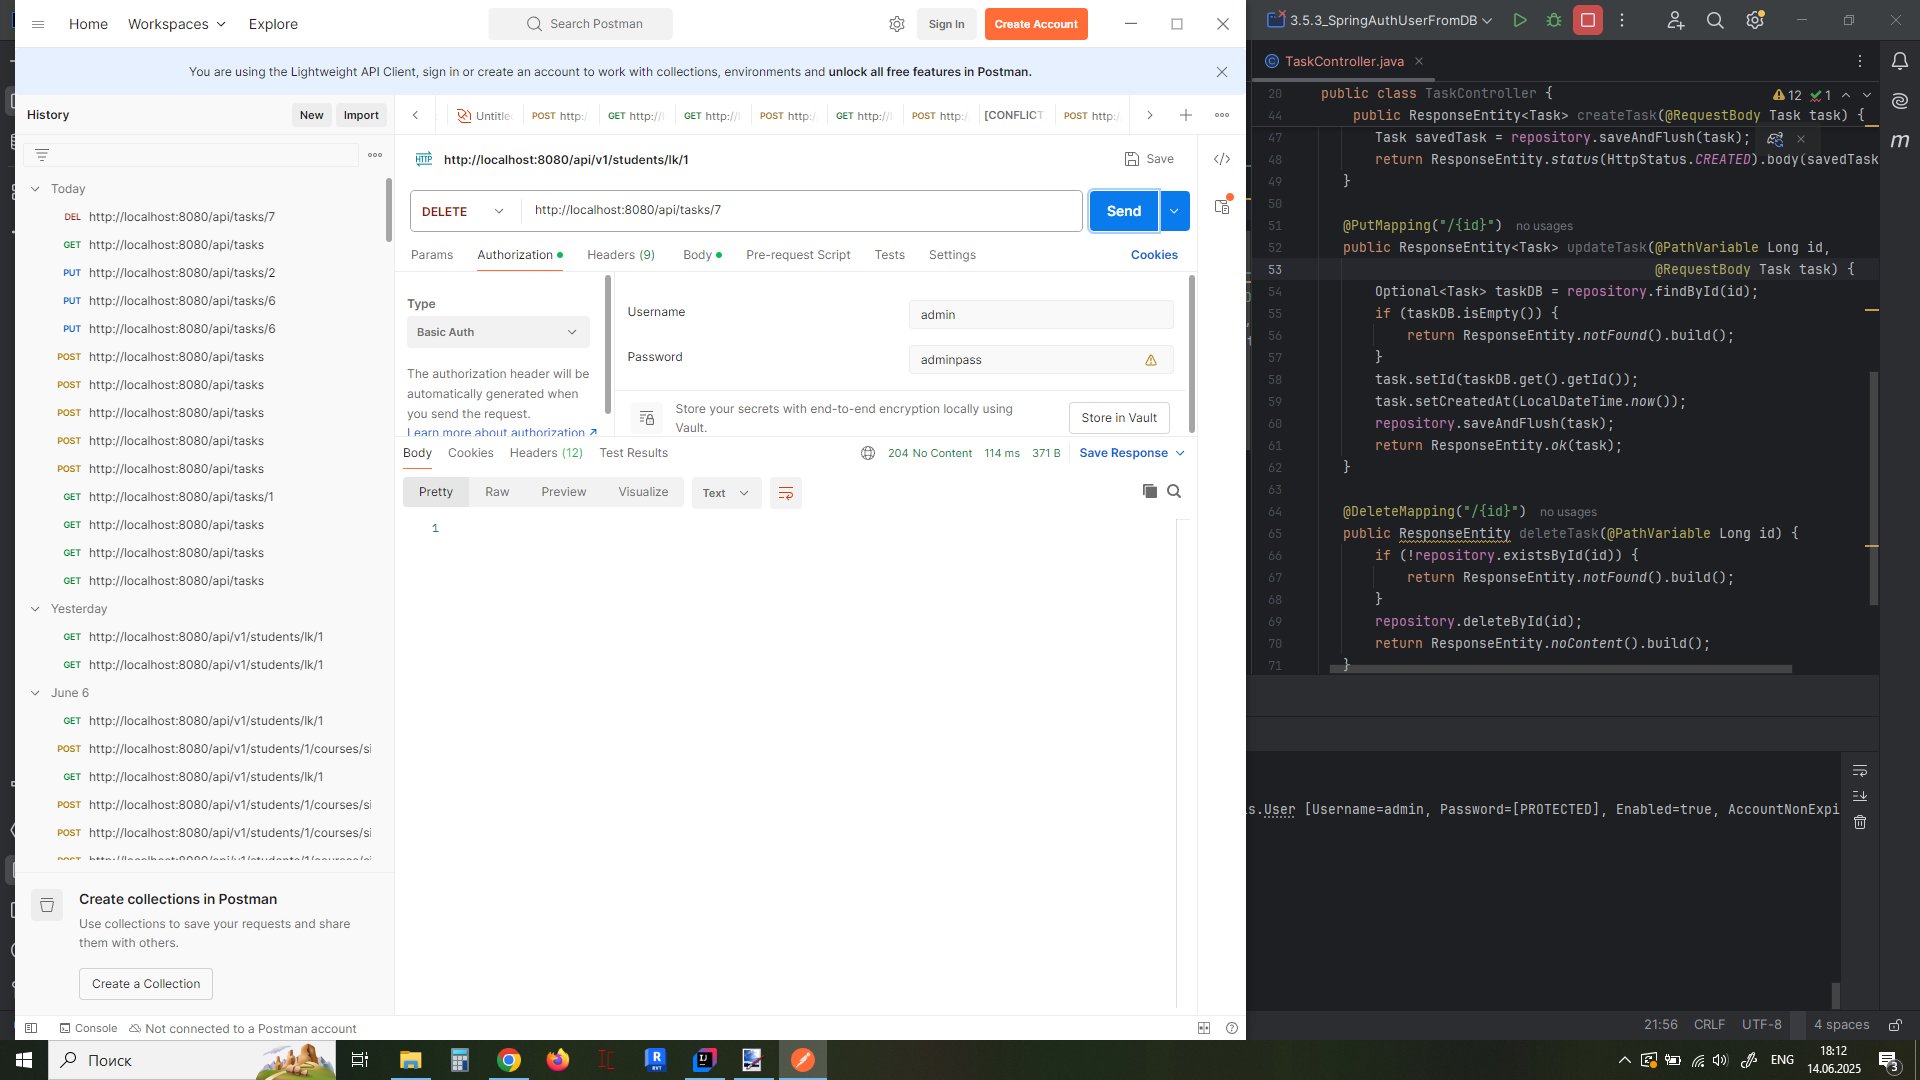 Home
Workspaces
Explore
Search Postman
Sign In
Create Account
You are using the Lightweight API Client, sign in or create an account to work with collections, environments and unlock all free features in Postman.
History
New
Import
Today
DEL http://localhost:8080/api/tasks/7
GET http://localhost:8080/api/tasks
PUT http://localhost:8080/api/tasks/2
PUT http://localhost:8080/api/tasks/6
PUT http://localhost:8080/api/tasks/6
POST http://localhost:8080/api/tasks
POST http://localhost:8080/api/tasks
POST http://localhost:8080/api/tasks
POST http://localhost:8080/api/tasks
POST http://localhost:8080/api/tasks
GET http://localhost:8080/api/tasks/1
GET http://localhost:8080/api/tasks
GET http://localhost:8080/api/tasks
GET http://localhost:8080/api/tasks
Yesterday
GET http://localhost:8080/api/v1/students/lk/1
GET http://localhost:8080/api/v1/students/lk/1
June 6
GET http://localhost:8080/api/v1/students/lk/1
POST http://localhost:8080/api/v1/students/1/courses/si
GET http://localhost:8080/api/v1/students/lk/1
POST http://localhost:8080/api/v1/students/1/courses/si
POST http://localhost:8080/api/v1/students/1/courses/si
POST http://localhost:8080/api/v1/students/1/courses/si
Create collections in Postman
Use collections to save your requests and share
them with others.
Create a Collection
Untitle
POST http:/
GET http://l
GET http://l
POST http:/
GET http://l
POST http:/
[CONFLICT
POST http:/
HTTP http://localhost:8080/api/v1/students/lk/1
Save
DELETE
http://localhost:8080/api/tasks/7
Send
Params
Authorization
Headers (9)
Body
Pre-request Script
Tests
Settings
Cookies
Type
Basic Auth
The authorization header will be
automatically generated when
you send the request.
Learn more about authorization ↗
Username
admin
Password
adminpass
Store your secrets with end-to-end encryption locally using
Vault.
Store in Vault
Body
Cookies
Headers (12)
Test Results
204 No Content
114 ms
371 B
Save Response
Pretty
Raw
Preview
Visualize
Text
1
Console
Not connected to a Postman account
3.5.3_SpringAuthUserFromDB
TaskController.java
12
1
20 public class TaskController {
44 public ResponseEntity<Task> createTask(@RequestBody Task task) {
47 Task savedTask = repository.saveAndFlush(task);
48 return ResponseEntity.status(HttpStatus.CREATED).body(savedTask
49 }
50
51 @PutMapping("/{id}") no usages
52 public ResponseEntity<Task> updateTask(@PathVariable Long id,
53 @RequestBody Task task) {
54 Optional<Task> taskDB = repository.findById(id);
55 if (taskDB.isEmpty()) {
56 return ResponseEntity.notFound().build();
57 }
58 task.setId(taskDB.get().getId());
59 task.setCreatedAt(LocalDateTime.now());
60 repository.saveAndFlush(task);
61 return ResponseEntity.ok(task);
62 }
63
64 @DeleteMapping("/{id}") no usages
65 public ResponseEntity deleteTask(@PathVariable Long id) {
66 if (!repository.existsById(id)) {
67 return ResponseEntity.notFound().build();
68 }
69 repository.deleteById(id);
70 return ResponseEntity.noContent().build();
71 }
s.User [Username=admin, Password=[PROTECTED], Enabled=true, AccountNonExpi
21:56
CRLF
UTF-8
4 spaces
Поиск
ENG
18:12
14.06.2025
3